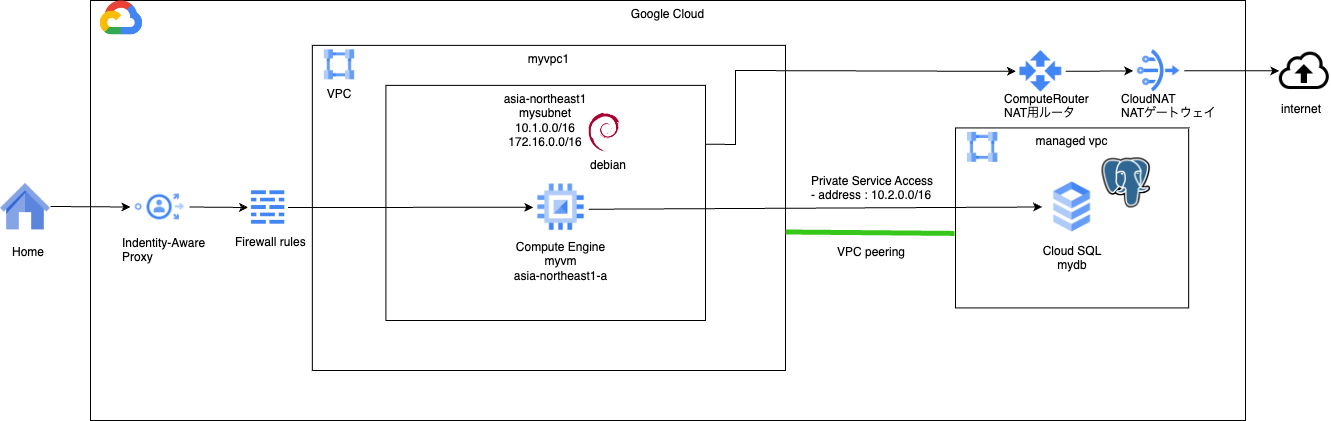 Google Cloud
myvpc1
VPC
asia-northeast1
mysubnet
10.1.0.0/16
172.16.0.0/16
debian
ComputeRouter
NAT用ルータ
CloudNAT
NATゲートウェイ
internet
managed vpc
Private Service Access
- address : 10.2.0.0/16
Home
Indentity-Aware
Proxy
Firewall rules
Compute Engine
myvm
asia-northeast1-a
VPC peering
Cloud SQL
mydb